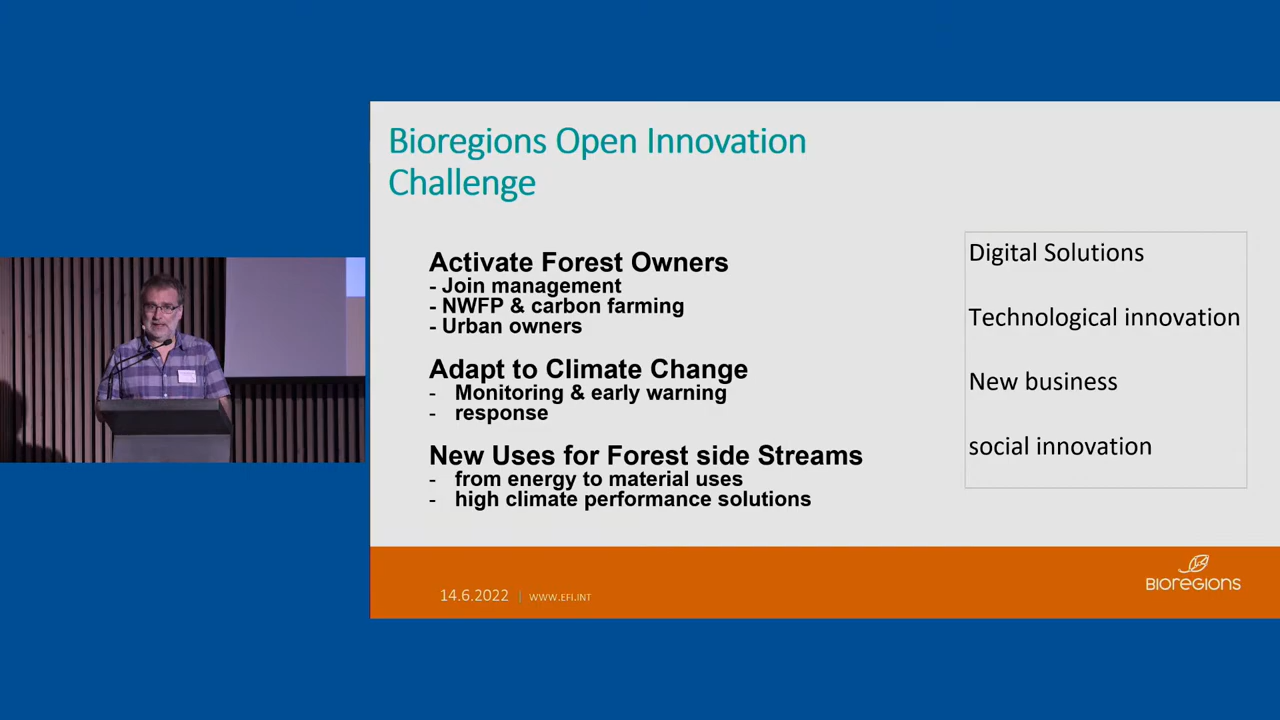 Bioregions Open Innovation
Challenge
Activate Forest Owners
- Join management
- NWFP & carbon farming
- Urban owners
Adapt to Climate Change
- Monitoring & early warning
- response
New Uses for Forest side Streams
- from energy to material uses
- high climate performance solutions
Digital Solutions
Technological innovation
New business
social innovation
14.6.2022 | WWW.EFI.INT
BIOREGIONS